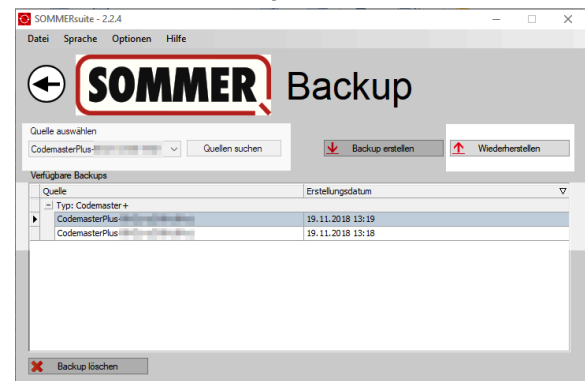 SOMMERsuite - 2.2.4
Datei Sprache Optionen Hilfe
SOMMER Backup
Quelle auswählen
CodemasterPlus- Quellen suchen Backup erstellen Wiederherstellen
Verfügbare Backups
Quelle Erstellungsdatum
Typ: Codemaster+
CodemasterPlus 19.11.2018 13:19
CodemasterPlus 19.11.2018 13:18
Backup löschen